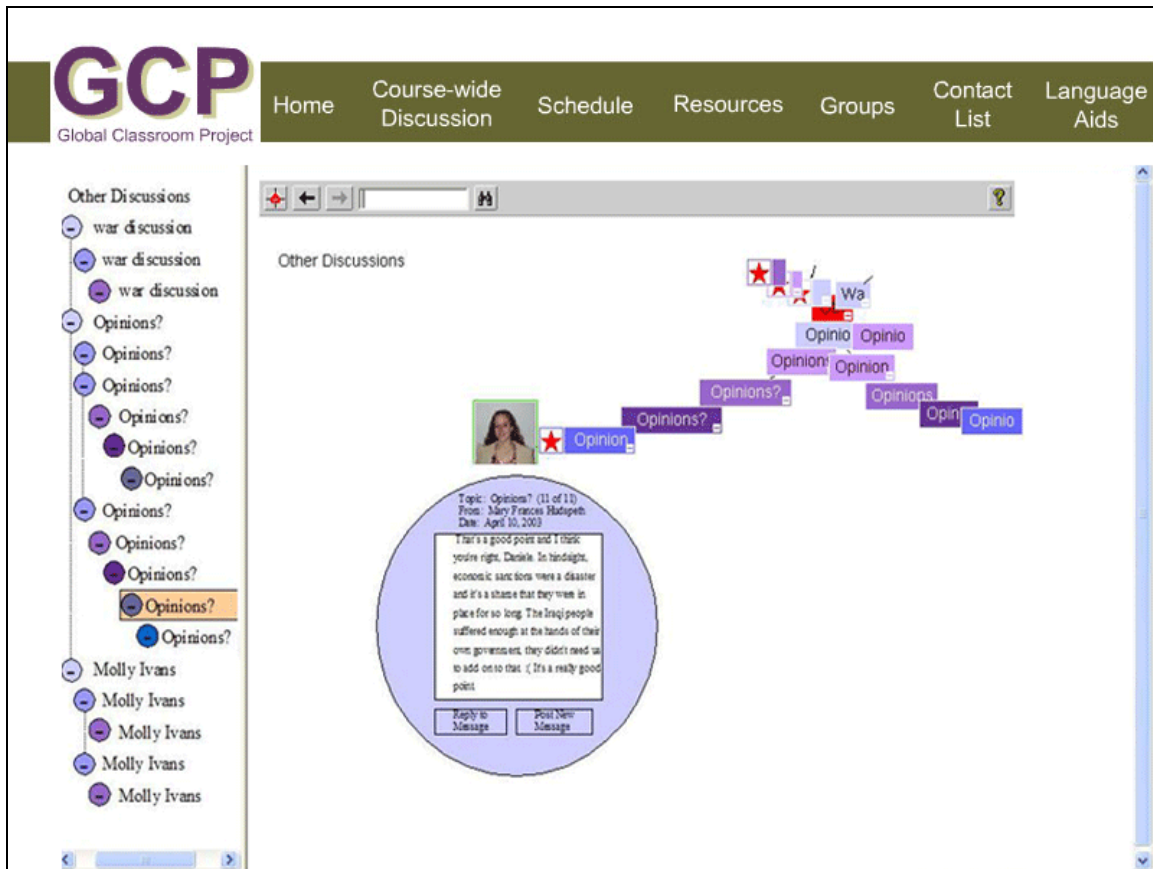 GCP
Global Classroom Project
Home
Course-wide
Discussion
Schedule
Resources
Groups
Contact
List
Language
Aids
Other Discussions
war discussion
war discussion
war discussion
Opinions?
Opinions?
Opinions?
Opinions?
Opinions?
Opinions?
Opinions?
Opinions?
Opinions?
Opinions?
Opinions?
Molly Ivans
Molly Ivans
Molly Ivans
Molly Ivans
Molly Ivans
Other Discussions
Wa
Opinio
Opinio
Opinions
Opinion
Opinions?
Opinions
Opinions?
Opin
Opinio
Opinion
Topic: Opinions? (11 of 11)
From: Mary Frances
Date: April 10, 2003
That's a good point and I think
you're right, Daniele. In hindsight,
economic sanctions were a disaster
and it's a shame that they were in
place for so long. The Iraqi people
suffered enough at the hands of their
own government, they didn't need us
to add on to that :( It's a really good
point
Reply to
Message
Post New
Message